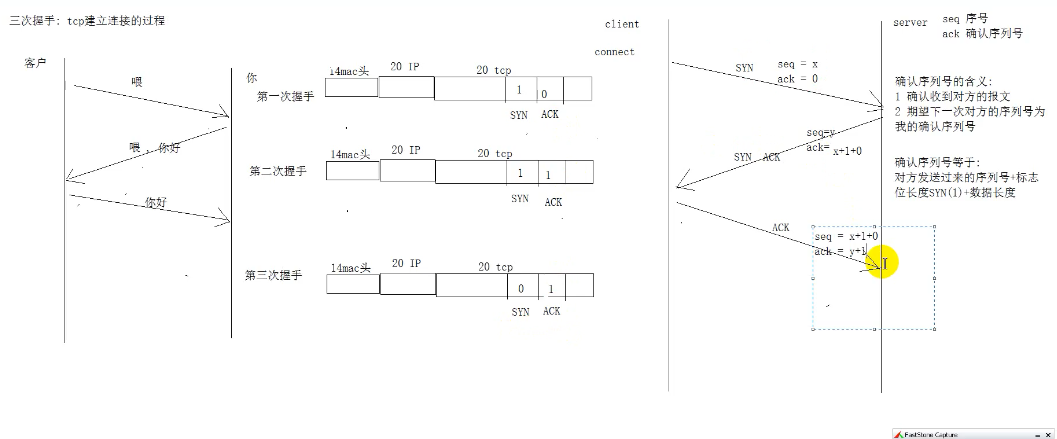 三次握手: tcp建立连接的过程
客户
你
喂
喂 , 你好
你好
第一次握手
14mac头
20 IP
20 tcp
1
0
SYN
ACK
第二次握手
14mac头
20 IP
20 tcp
1
1
SYN
ACK
第三次握手
14mac头
20 IP
20 tcp
0
1
SYN
ACK
client
connect
server
SYN
seq = x
ack = 0
seq=y
ack= x+1+0
SYN ACK
ACK
seq = x+1+0
ack = y+1
seq 序号
ack 确认序列号
确认序列号的含义:
1 确认收到对方的报文
2 期望下一次对方的序列号为
我的确认序列号
确认序列号等于:
对方发送过来的序列号+标志
位长度SYN(1)+数据长度
FastStone Capture